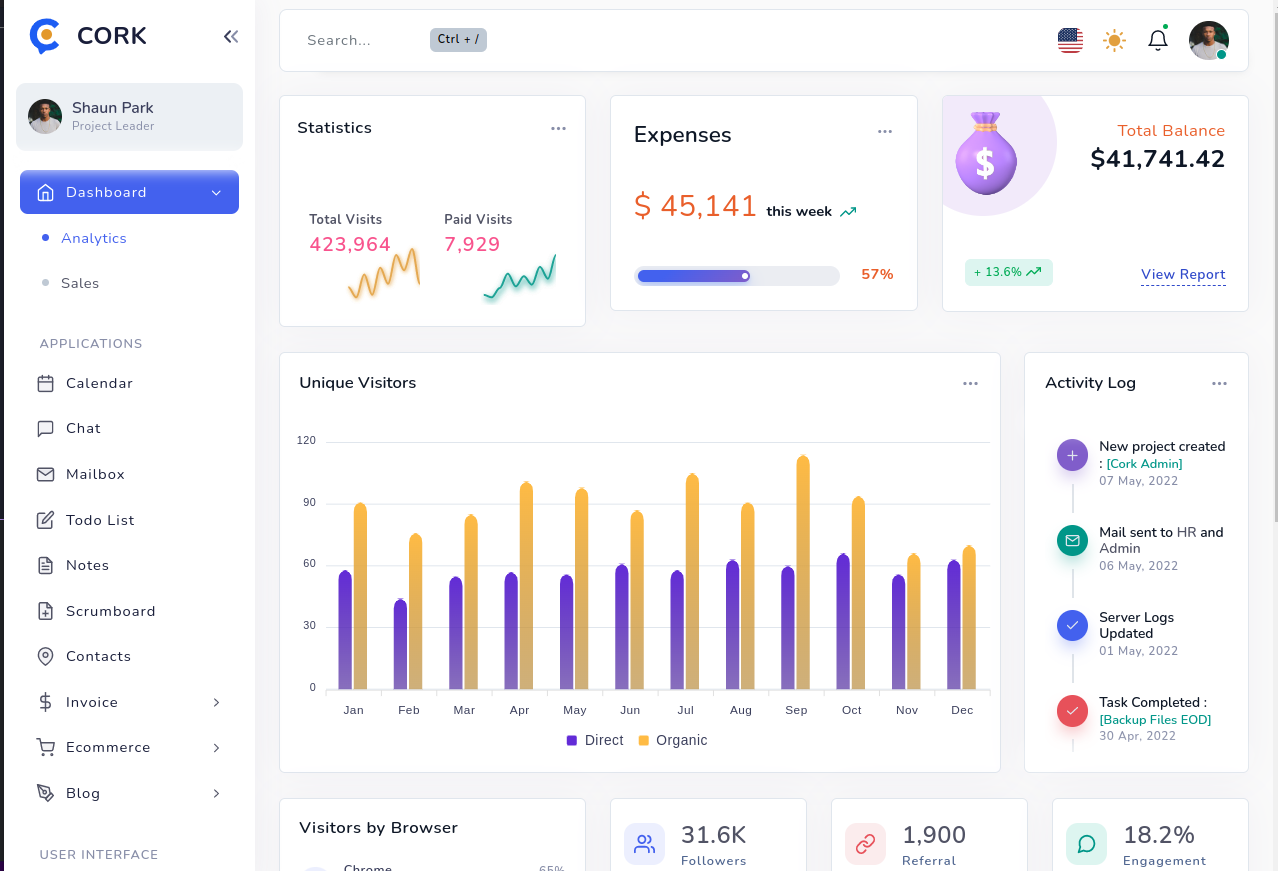 CORK
Shaun Park
Project Leader
Dashboard
Analytics
Sales
APPLICATIONS
Calendar
Chat
Mailbox
Todo List
Notes
Scrumboard
Contacts
Invoice
Ecommerce
Blog
USER INTERFACE
Search...
Ctrl + /
Statistics
Total Visits
423,964
Paid Visits
7,929
Expenses
$ 45,141 this week
57%
Total Balance
$41,741.42
+ 13.6%
View Report
Unique Visitors
120
90
60
30
0
Jan Feb Mar Apr May Jun Jul Aug Sep Oct Nov Dec
Direct Organic
Activity Log
New project created
: [Cork Admin]
07 May, 2022
Mail sent to HR and
Admin
06 May, 2022
Server Logs
Updated
01 May, 2022
Task Completed :
[Backup Files EOD]
30 Apr, 2022
Visitors by Browser
Chrome 65%
31.6K
Followers
1,900
Referral
18.2%
Engagement